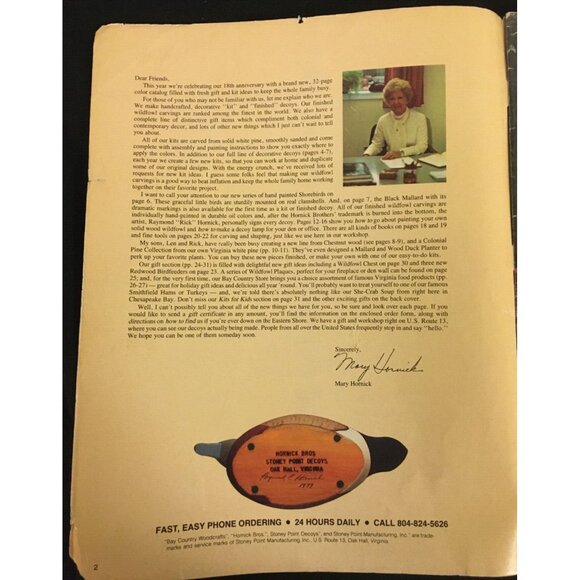 Dear Friends,
This year we're celebrating our 18th anniversary with a brand new, 32-page
color catalog filled with fresh gift and kit ideas to keep the whole family busy.
For those of you who may not be familiar with us, let me explain who we are.
We make handcrafted, decorative "kit" and "finished" decoys. Our finished
wildfowl carvings are ranked among the finest in the world. We also have a
complete line of distinctive gift items which compliment both colonial and
contemporary decor, and lots of other new things which I just can't wait to tell
you about.
All of our kits are carved from solid white pine, smoothly sanded and come
complete with assembly and painting instructions to show you exactly where to
apply the colors. In addition to our full line of decorative decoys (pages 4-7),
each year we create a few new kits, so that you can work at home and duplicate
some of our original designs. With the energy crunch, we've received lots of
requests for new kit ideas. I guess some folks feel that making our wildfowl
carvings is a good way to beat inflation and keep the whole family home working
together on their favorite project.
I want to call your attention to our new series of hand painted Shorebirds on
page 6. These graceful little birds are sturdily mounted on real clamshells. And, on page 7, the Black Mallard with its
dramatic markings is also available for the first time as a kit or finished decoy. All of our finished wildfowl carvings are
individually hand-painted in durable oil colors and, after the Hornick Brothers' trademark is burned into the bottom, the
artist, Raymond "Rick" Hornick, personally signs every decoy. Pages 12-16 show you how to go about painting your own
solid wood wildfowl and how to make a decoy lamp for your den or office. There are all kinds of books on pages 18 and 19
and fine tools on pages 20-22 for carving and shaping, just like we use here in our workshop.
My sons, Lon and Rick, have really been busy creating a new line from Chestnut wood (see pages 8-9), and a Colonial
Pine Collection from our own Virginia white pine (pp. 10-11). They've even designed a Mallard and Wood Duck Planter to
perk up your favorite plants. You can buy these new pieces finished, or make your own with one of our easy-to-do kits.
Our gift section (pp. 24-31) is filled with delightful new gift ideas including a Wildfowl Chest on page 30 and three new
Redwood Birdfeeders on page 23. A series of Wildfowl Plaques, perfect for your fireplace or den wall can be found on page
25; and, for the very first time, our Bay Country Store brings you a choice assortment of famous Virginia food products (pp.
26-27) — great for holiday gift ideas and delicious all year 'round. You'll probably want to treat yourself to one of our famous
Smithfield Hams or Turkeys — and, we're told there's absolutely nothing like our She-Crab Soup from right here in
Chesapeake Bay. Don't miss our Kits for Kids section on page 31 and the other exciting gifts on the back cover.
Well, I can't possibly tell you about all of the new things we have for you, so be sure and look over each page. If you
would like to send a gift certificate in any amount, you'll find the information on the enclosed order form, along with
directions on how to find us if you're ever down on the Eastern Shore. We have a gift and workshop right on U.S. Route 13,
where you can see our decoys actually being made. People from all over the United States frequently stop in and say "hello."
We hope you can be one of them someday soon.
Sincerely,
Mary Hornick
Mary Hornick
HORNICK BROS
STONEY POINT DECOYS
OAK HALL, VIRGINIA
1979
FAST, EASY PHONE ORDERING • 24 HOURS DAILY • CALL 804-824-5626
"Bay Country Woodcrafts", "Hornick Bros.", Stoney Point Decoys", and Stoney Point Manufacturing, Inc." are trade-
marks and service marks of Stoney Point Manufacturing, Inc., U.S. Route 13, Oak Hall, Virginia.
2